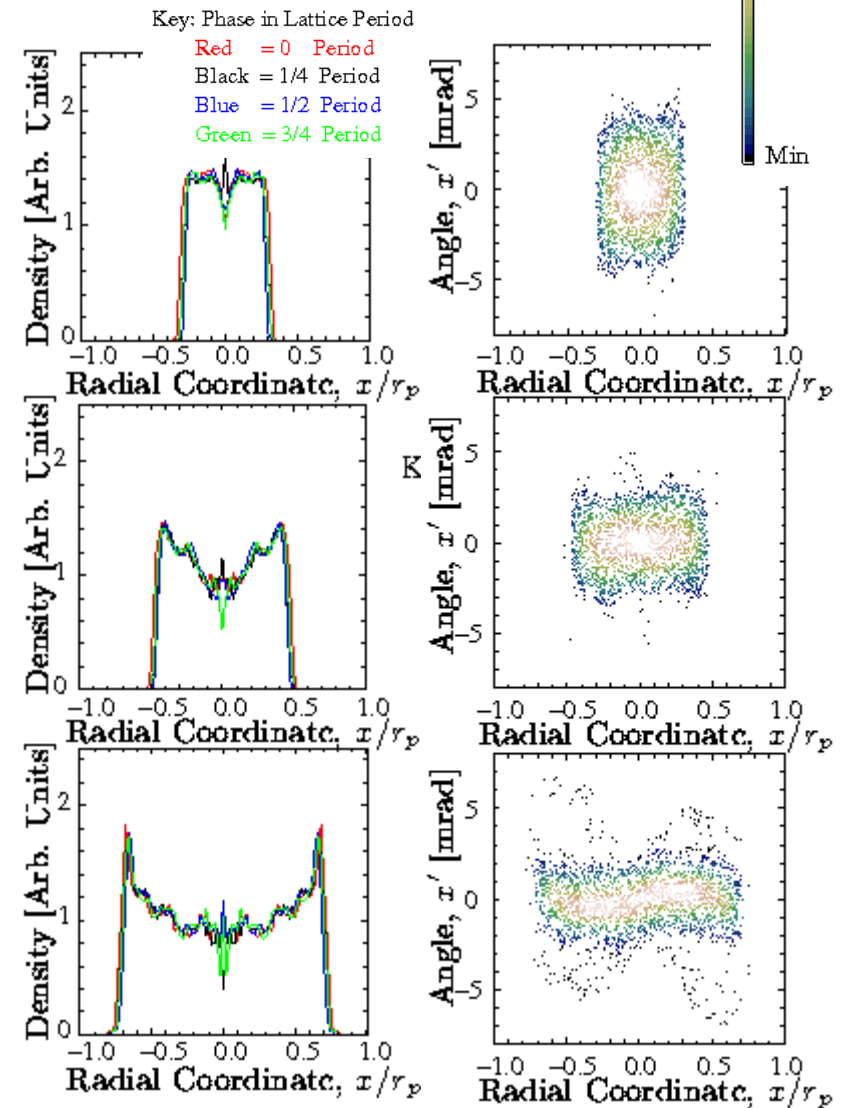 Key: Phase in Lattice Period
Red = 0 Period
Black = 1/4 Period
Blue = 1/2 Period
Green = 3/4 Period
Min
Density [Arb. Units]
2
1
0
-1.0 -0.5 0.0 0.5 1.0
Radial Coordinate, x/r_p
Angle, x' [mrad]
5
0
-5
-1.0 -0.5 0.0 0.5 1.0
Radial Coordinate, x/r_p
Density [Arb. Units]
2
1
0
-1.0 -0.5 0.0 0.5 1.0
Radial Coordinate, x/r_p
K
Angle, x' [mrad]
5
0
-5
-1.0 -0.5 0.0 0.5 1.0
Radial Coordinate, x/r_p
Density [Arb. Units]
2
1
0
-1.0 -0.5 0.0 0.5 1.0
Radial Coordinate, x/r_p
Angle, x' [mrad]
5
0
-5
-1.0 -0.5 0.0 0.5 1.0
Radial Coordinate, x/r_p